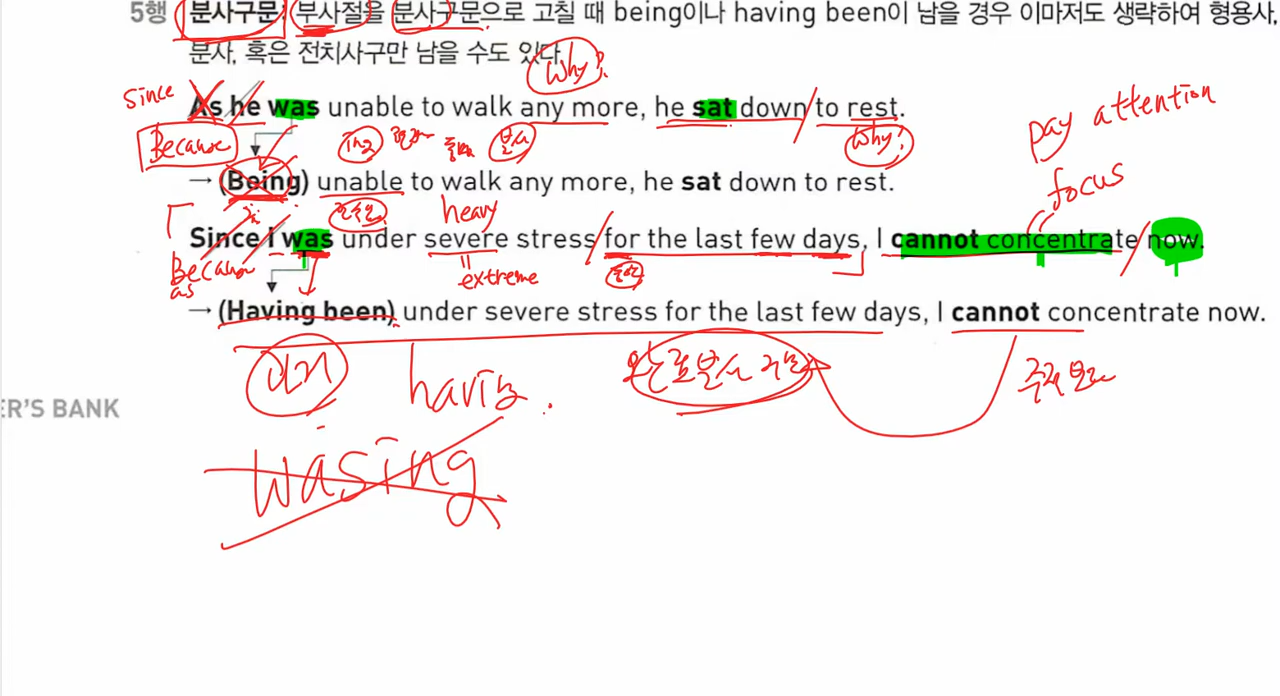 5행 분사구문: 부사절을 분사구문으로 고칠 때 being이나 having been이 남을 경우 이마저도 생략하여 형용사,
분사, 혹은 전치사구만 남을 수도 있다.
Why?
since
As he was unable to walk any more, he sat down to rest.
pay attention
Because
Why?
→ (Being) unable to walk any more, he sat down to rest.
focus
heavy
Since I was under severe stress for the last few days, I cannot concentrate now.
Because
as
extreme
→ (Having been) under severe stress for the last few days, I cannot concentrate now.
having
ER'S BANK
wasing